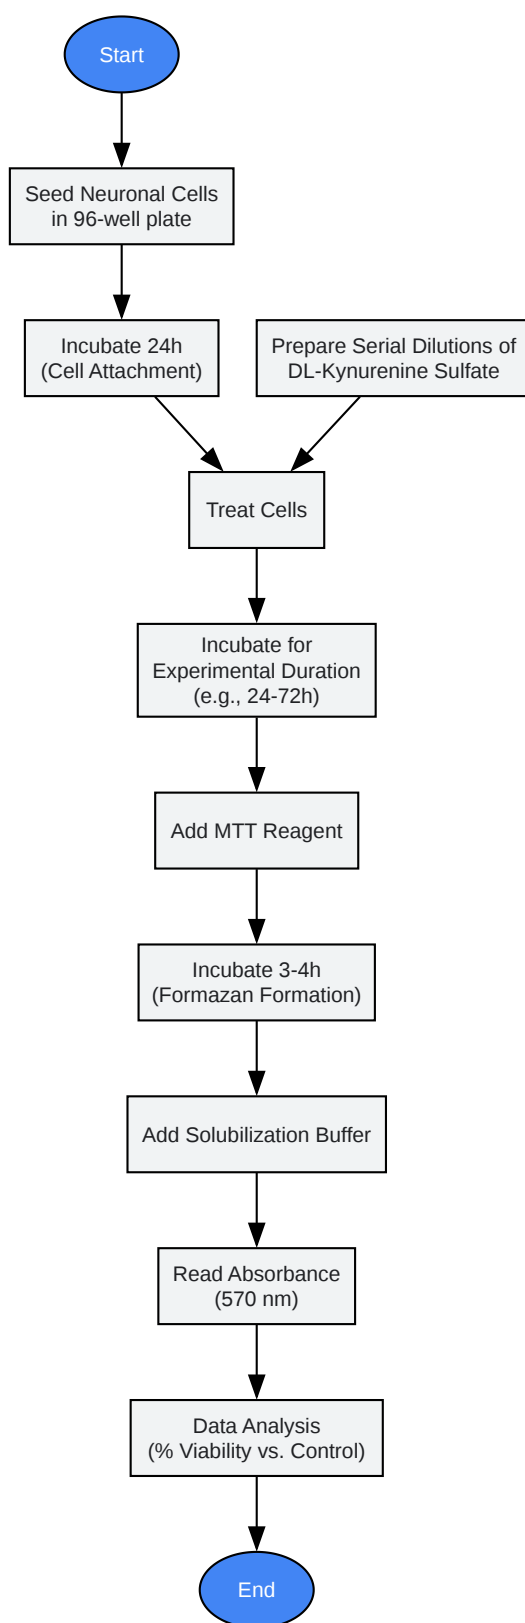 Start
Seed Neuronal Cells
in 96-well plate
Incubate 24h
(Cell Attachment)
Prepare Serial Dilutions of
DL-Kynurenine Sulfate
Treat Cells
Incubate for
Experimental Duration
(e.g., 24-72h)
Add MTT Reagent
Incubate 3-4h
(Formazan Formation)
Add Solubilization Buffer
Read Absorbance
(570 nm)
Data Analysis
(% Viability vs. Control)
End